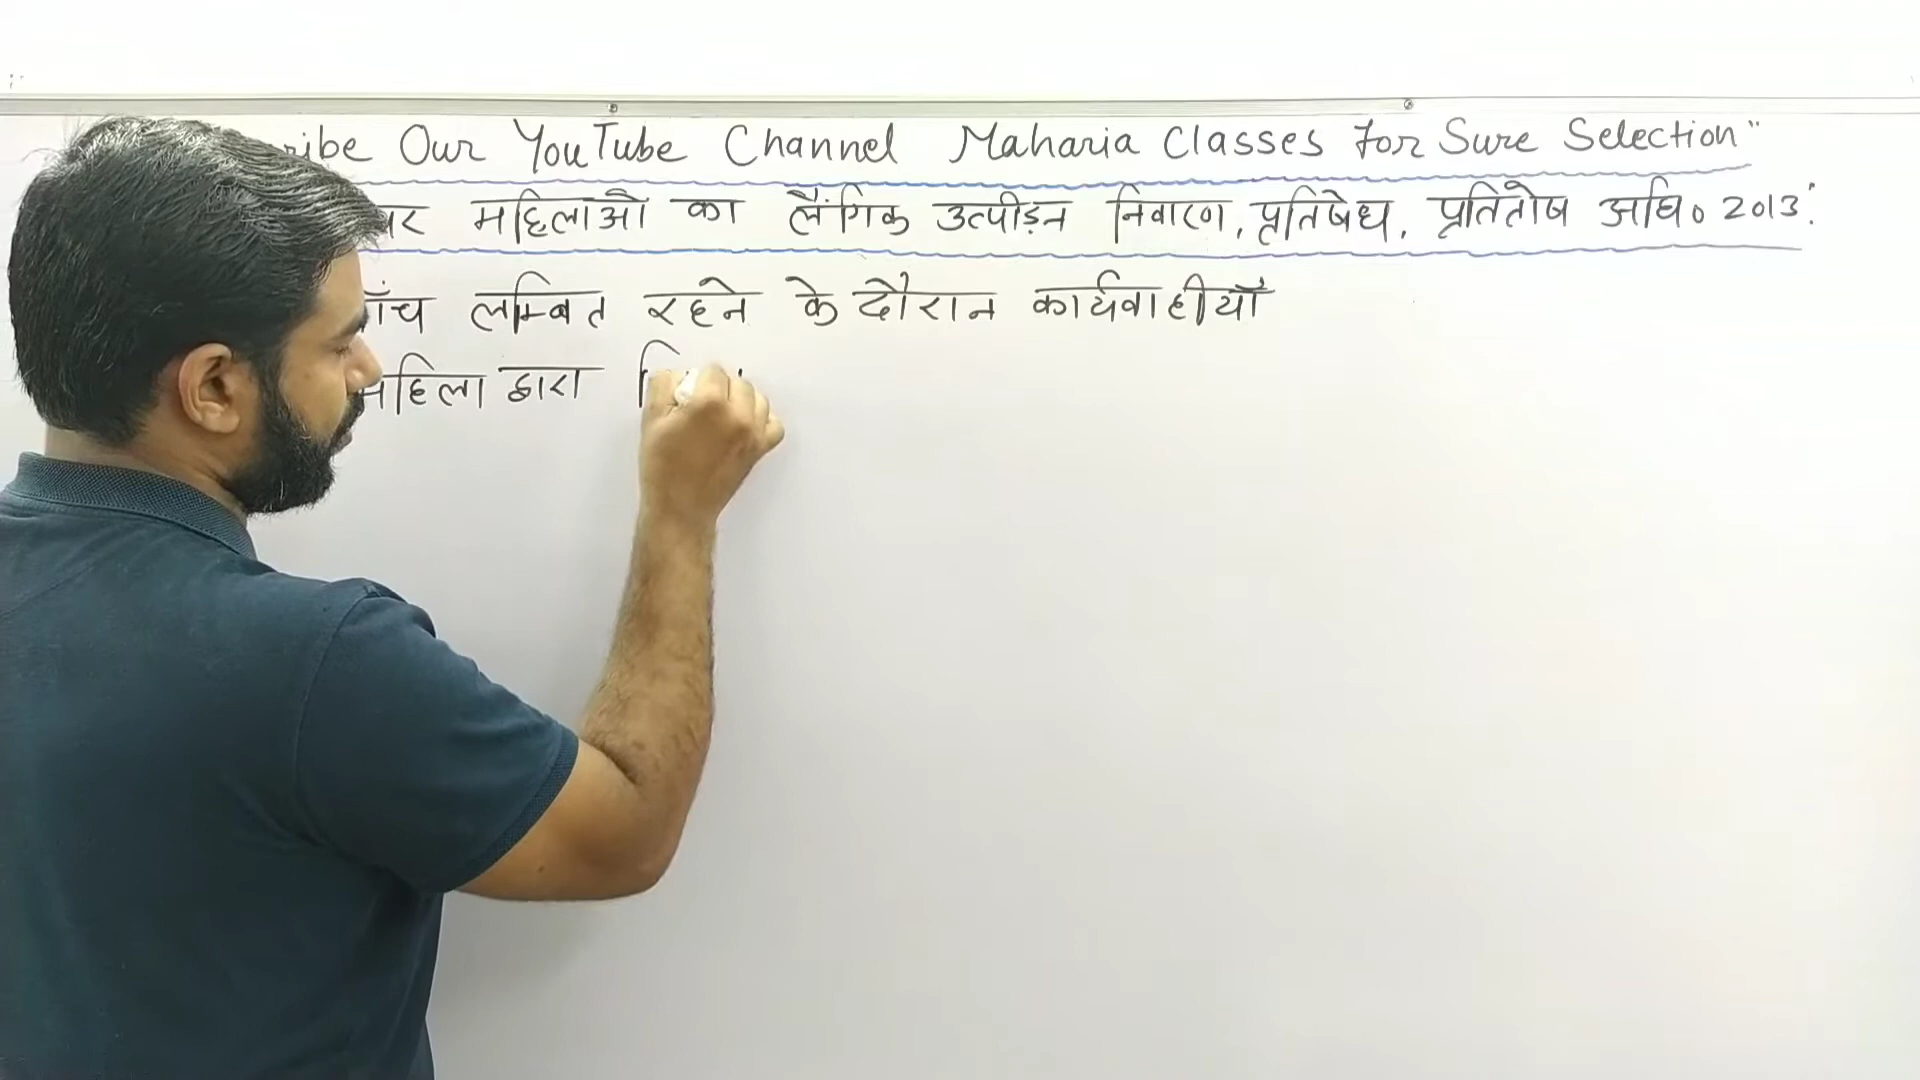 Our YouTube Channel Maharia Classes For Sure Selection"
महिलाओं का लैंगिक उत्पीड़न निवारण, प्रतिषेध, प्रतितोष अधि० 2013:
लम्बित रहने के दौरान कार्यवाहीयाँ
महिला द्वारा